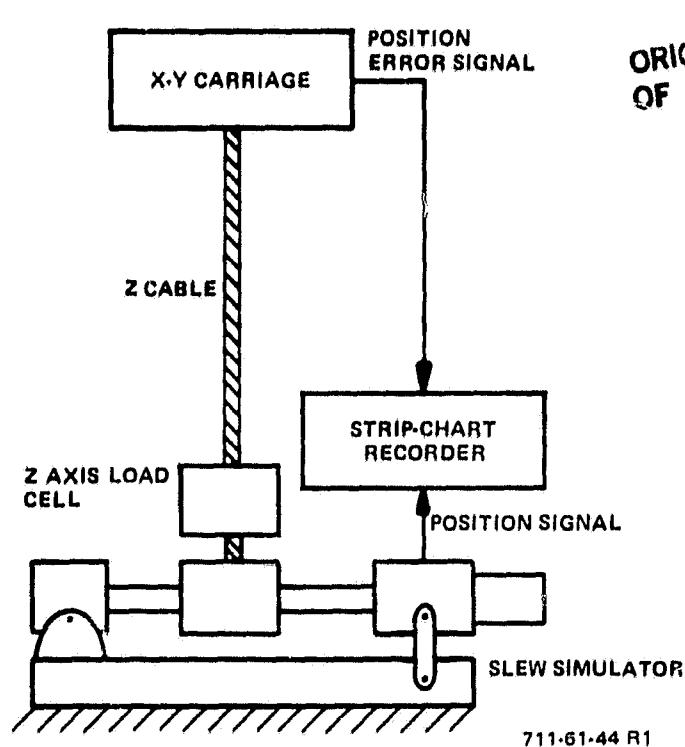 POSITION
ERROR SIGNAL
X-Y CARRIAGE
OF
Z CABLE
STRIP-CHART
RECORDER
Z AXIS LOAD
CELL
POSITION SIGNAL
SLEW SIMULATOR
711-61-44 R1